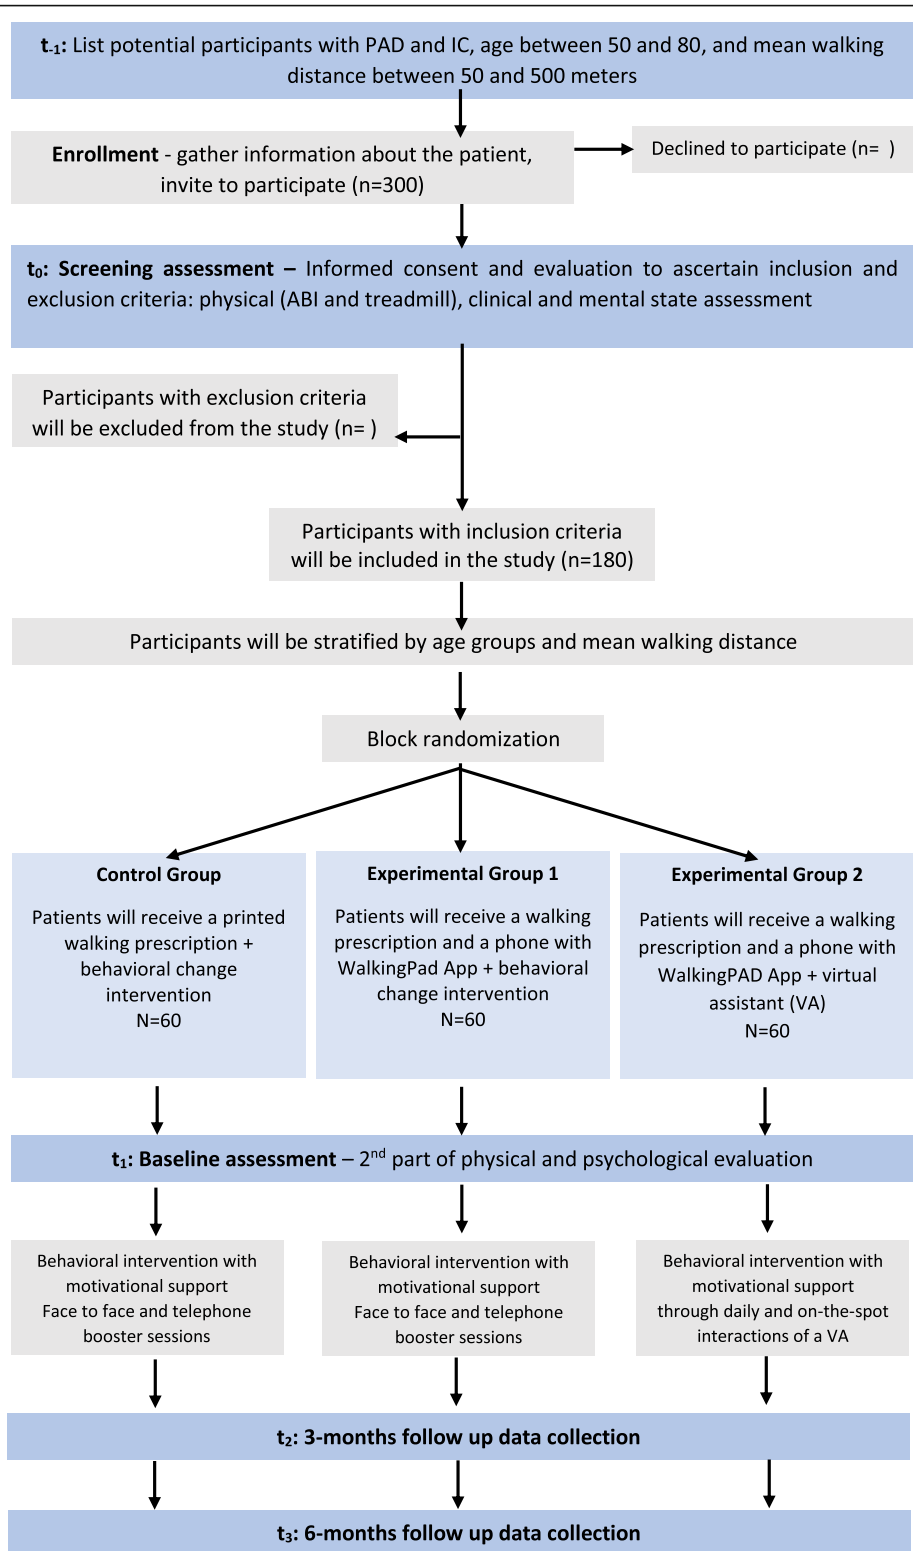 t-1: List potential participants with PAD and IC, age between 50 and 80, and mean walking
distance between 50 and 500 meters
Enrollment - gather information about the patient,
invite to participate (n=300)
Declined to participate (n= )
t0: Screening assessment – Informed consent and evaluation to ascertain inclusion and
exclusion criteria: physical (ABI and treadmill), clinical and mental state assessment
Participants with exclusion criteria
will be excluded from the study (n= )
Participants with inclusion criteria
will be included in the study (n=180)
Participants will be stratified by age groups and mean walking distance
Block randomization
Control Group
Patients will receive a printed
walking prescription +
behavioral change
intervention
N=60
Experimental Group 1
Patients will receive a walking
prescription and a phone with
WalkingPad App + behavioral
change intervention
N=60
Experimental Group 2
Patients will receive a walking
prescription and a phone with
WalkingPAD App + virtual
assistant (VA)
N=60
t1: Baseline assessment – 2nd part of physical and psychological evaluation
Behavioral intervention with
motivational support
Face to face and telephone
booster sessions
Behavioral intervention with
motivational support
Face to face and telephone
booster sessions
Behavioral intervention with
motivational support
through daily and on-the-spot
interactions of a VA
t2: 3-months follow up data collection
t3: 6-months follow up data collection